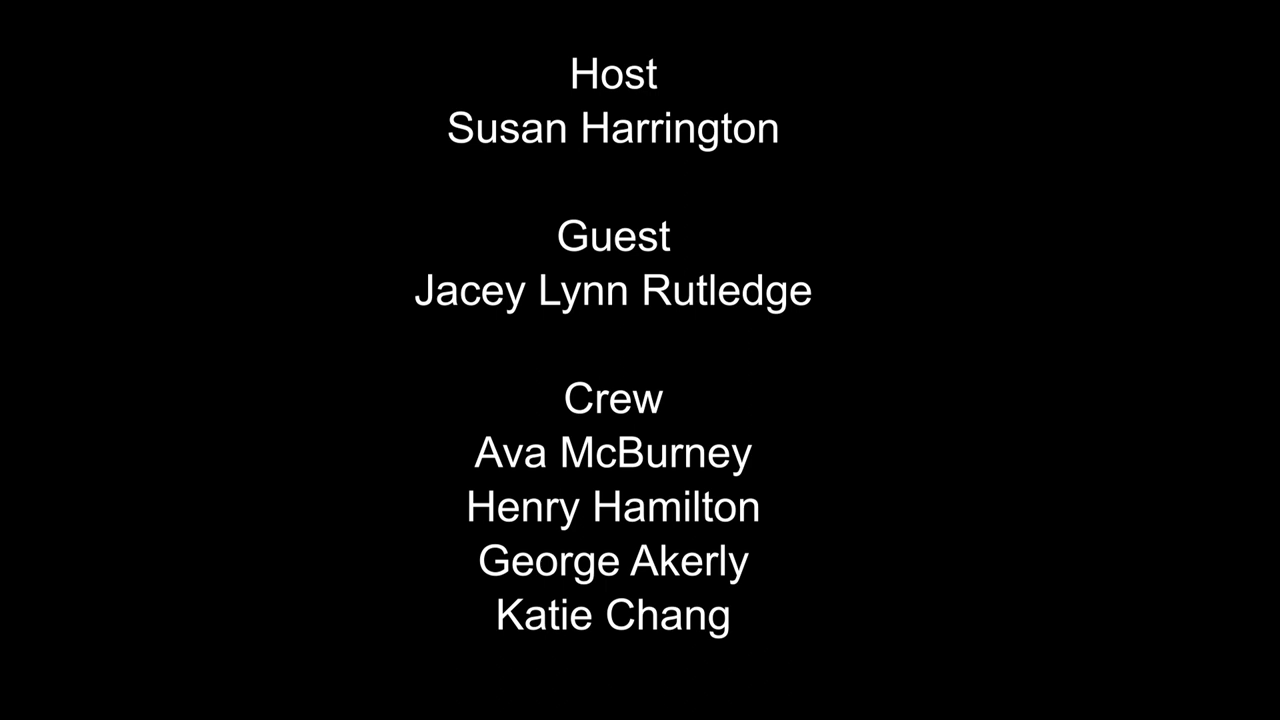 Host
Susan Harrington
Guest
Jacey Lynn Rutledge
Crew
Ava McBurney
Henry Hamilton
George Akerly
Katie Chang